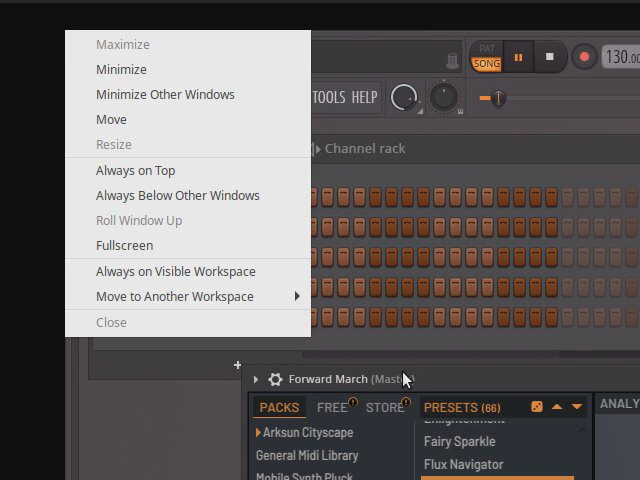 Maximize
Minimize
Minimize Other Windows
Move
Resize
Always on Top
Always Below Other Windows
Roll Window Up
Fullscreen
Always on Visible Workspace
Move to Another Workspace
Close
PAT
SONG
130.00
TOOLS HELP
Channel rack
Forward March (Master)
PACKS FREE STORE PRESETS (66)
Arksun Cityscape
General Midi Library
Mobile Synth Pluck
Enlightenment
Fairy Sparkle
Flux Navigator